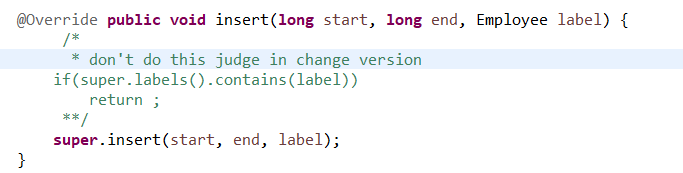 @Override public void insert(long start, long end, Employee label) {
/*
* don't do this judge in change version
if(super.labels().contains(label))
return ;
**/
super.insert(start, end, label);
}